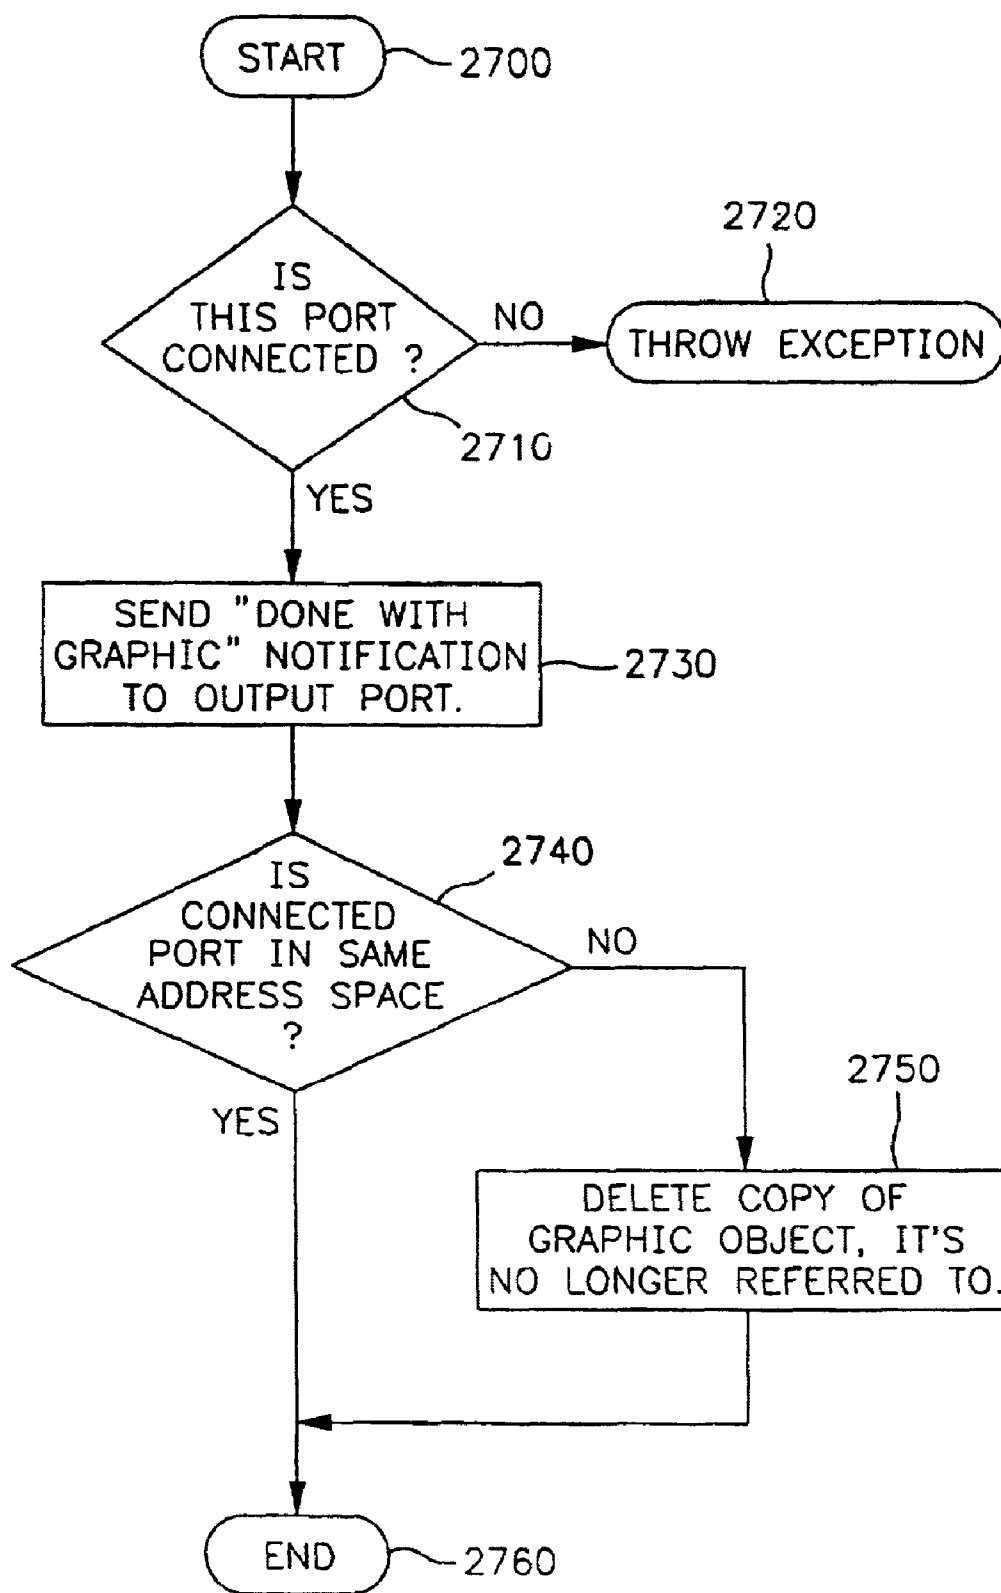 START
2700
2720
IS
THIS PORT
CONNECTED ?
NO
THROW EXCEPTION
2710
YES
SEND "DONE WITH
GRAPHIC" NOTIFICATION
TO OUTPUT PORT.
2730
2740
IS
CONNECTED
PORT IN SAME
ADDRESS SPACE
?
NO
YES
2750
DELETE COPY OF
GRAPHIC OBJECT, IT'S
NO LONGER REFERRED TO.
END
2760